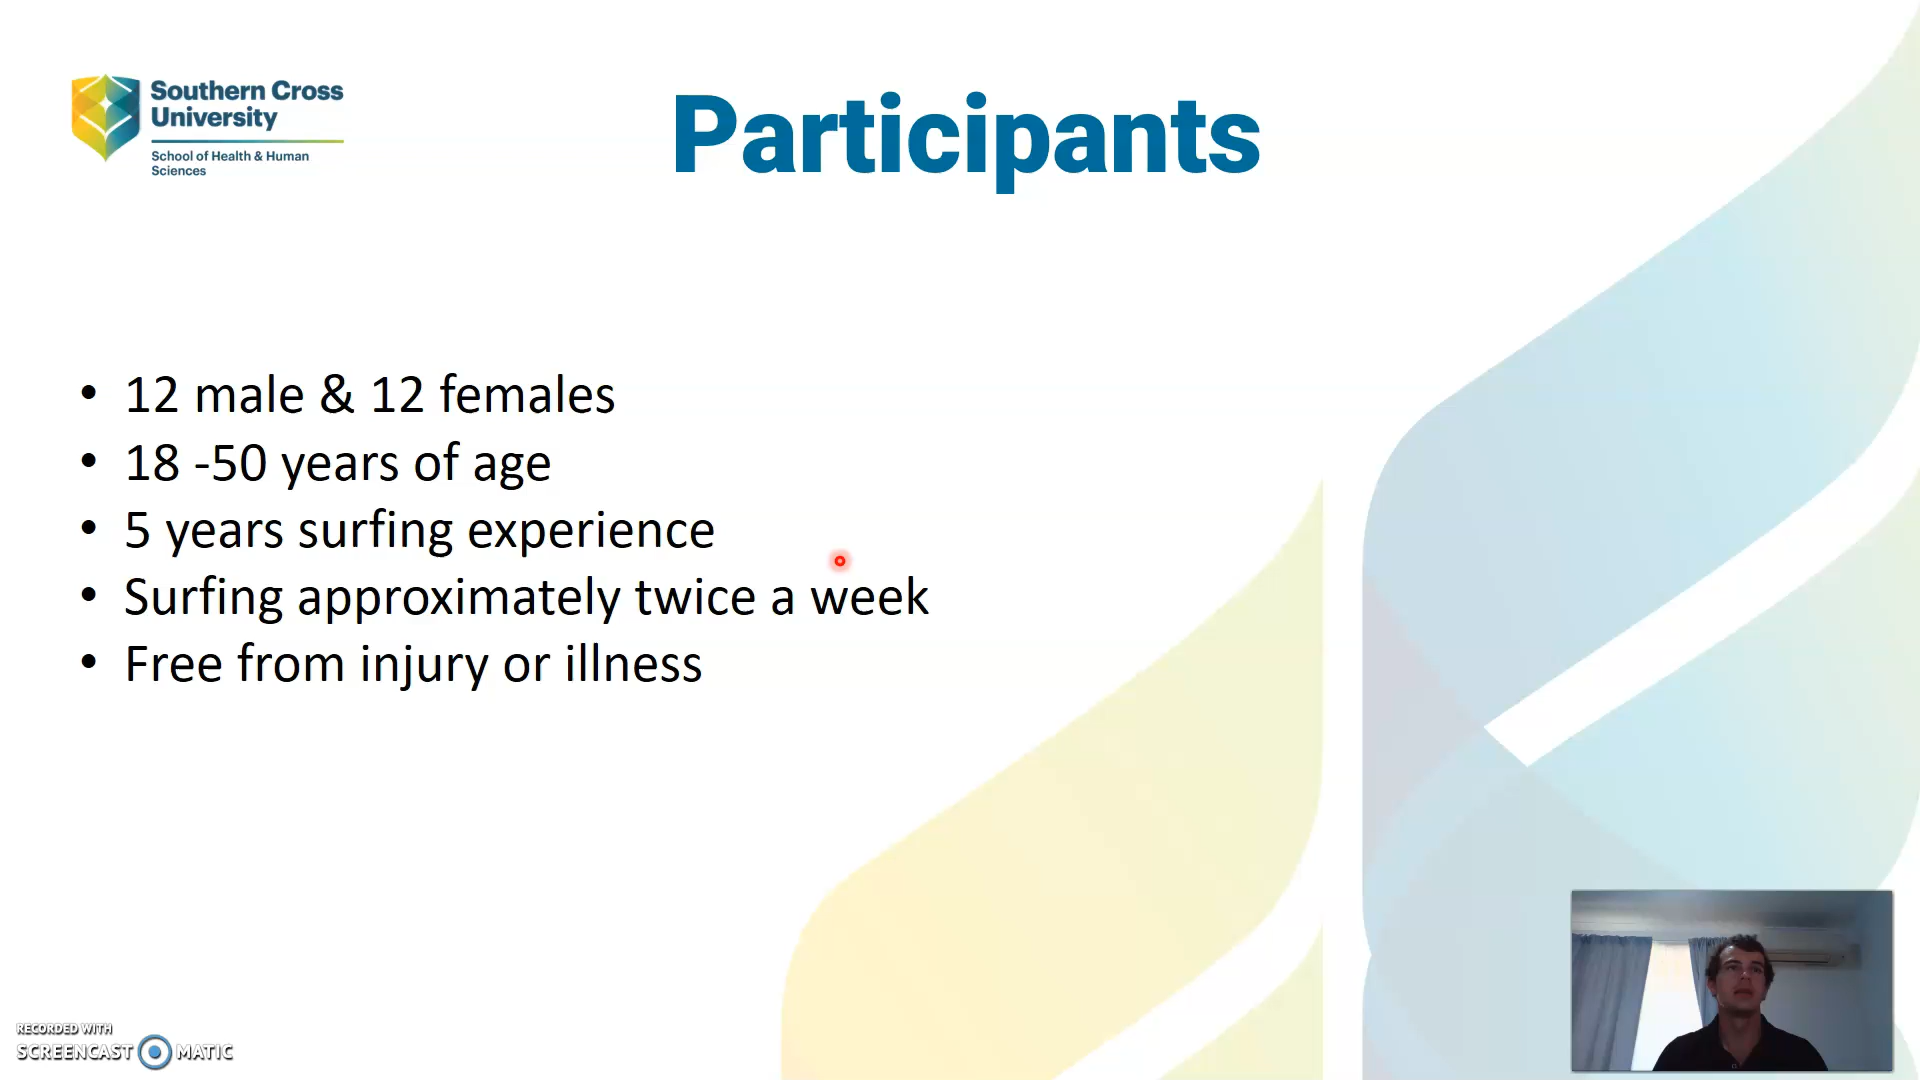 Southern Cross
University
School of Health & Human
Sciences
Participants
• 12 male & 12 females
• 18 -50 years of age
• 5 years surfing experience
• Surfing approximately twice a week
• Free from injury or illness
RECORDED WITH
SCREENCAST MATIC